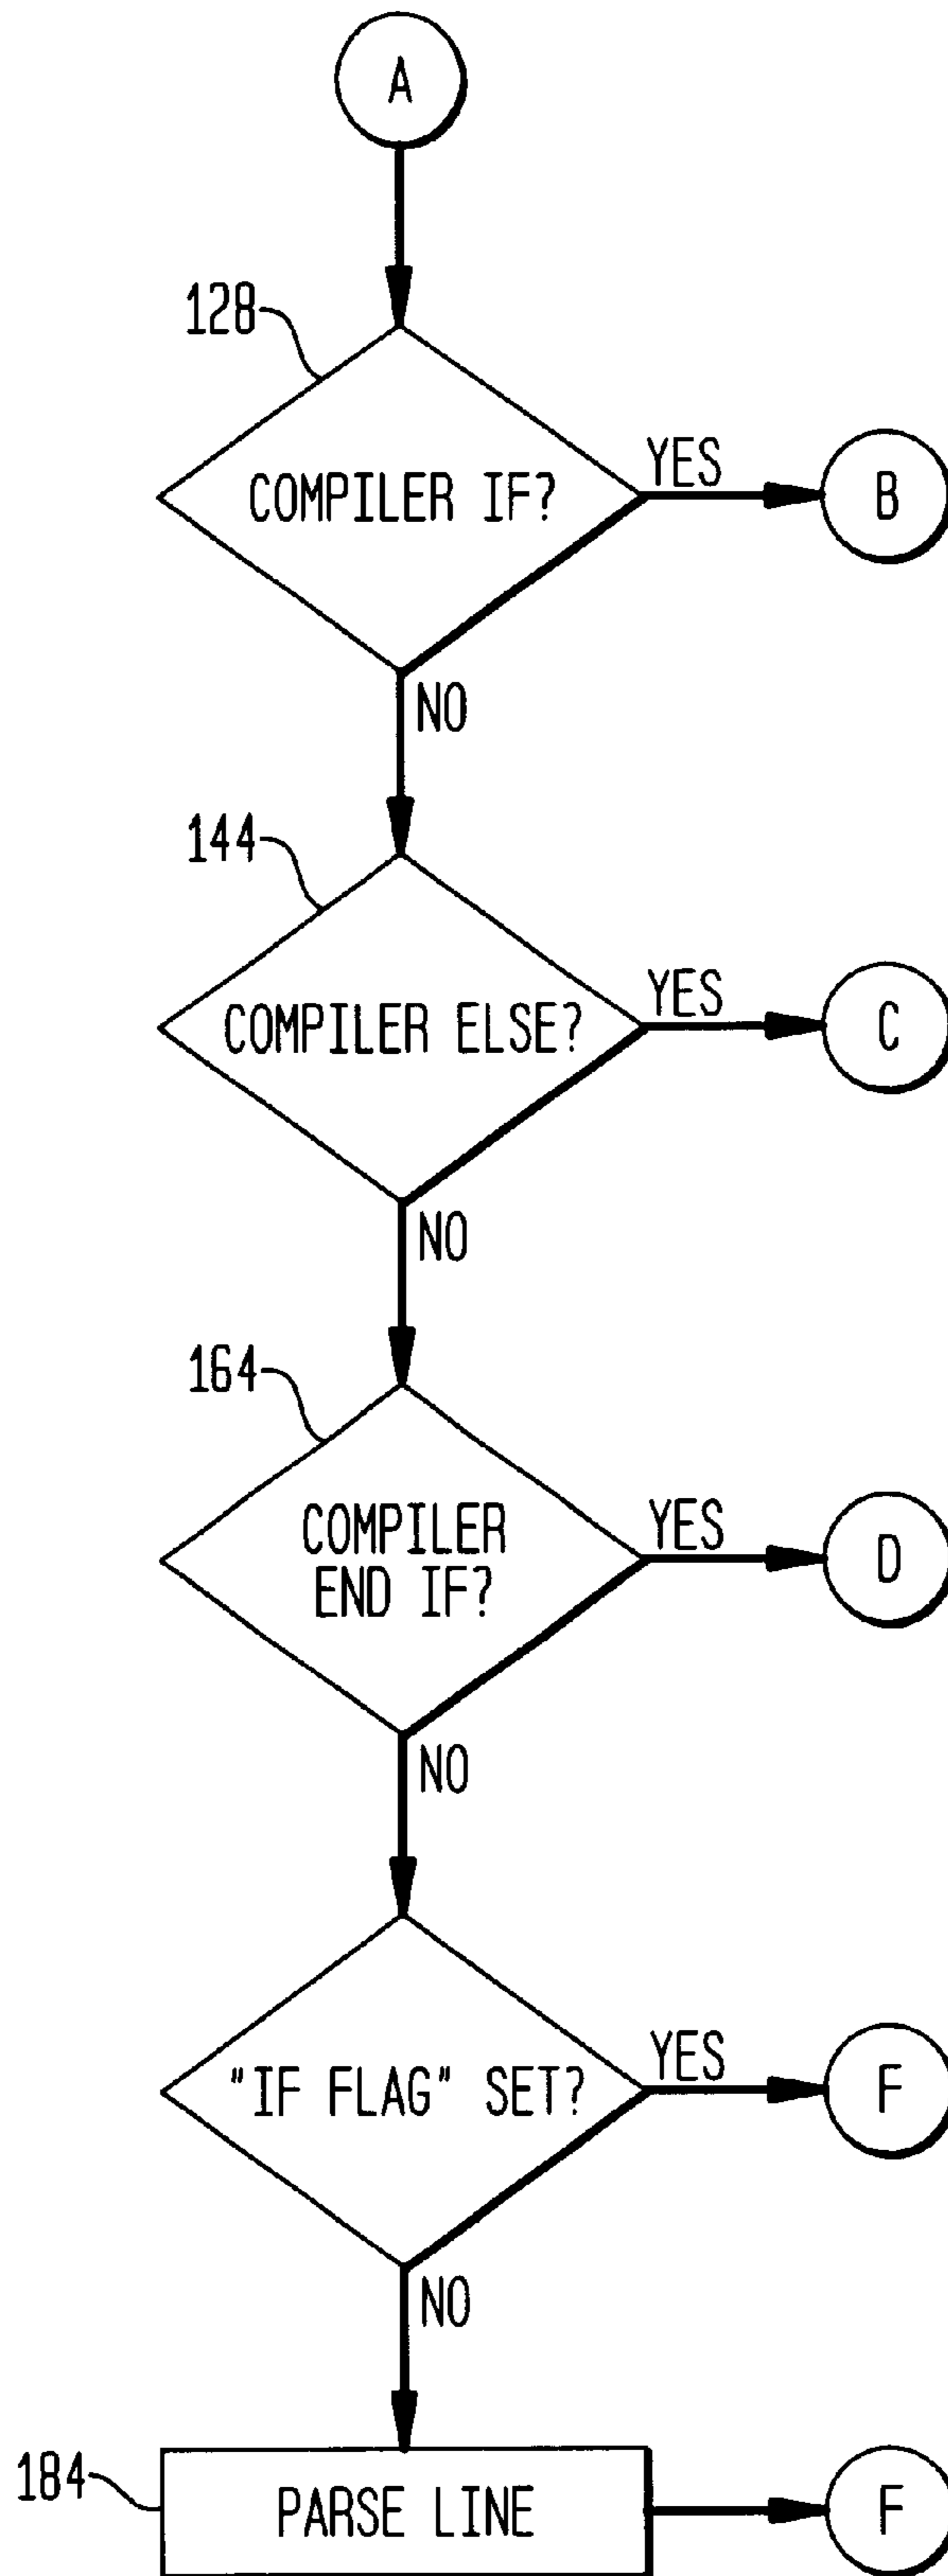 A
128
COMPILER IF?
YES
B
NO
144
COMPILER ELSE?
YES
C
NO
164
COMPILER
END IF?
YES
D
NO
"IF FLAG" SET?
YES
F
NO
184
PARSE LINE
F